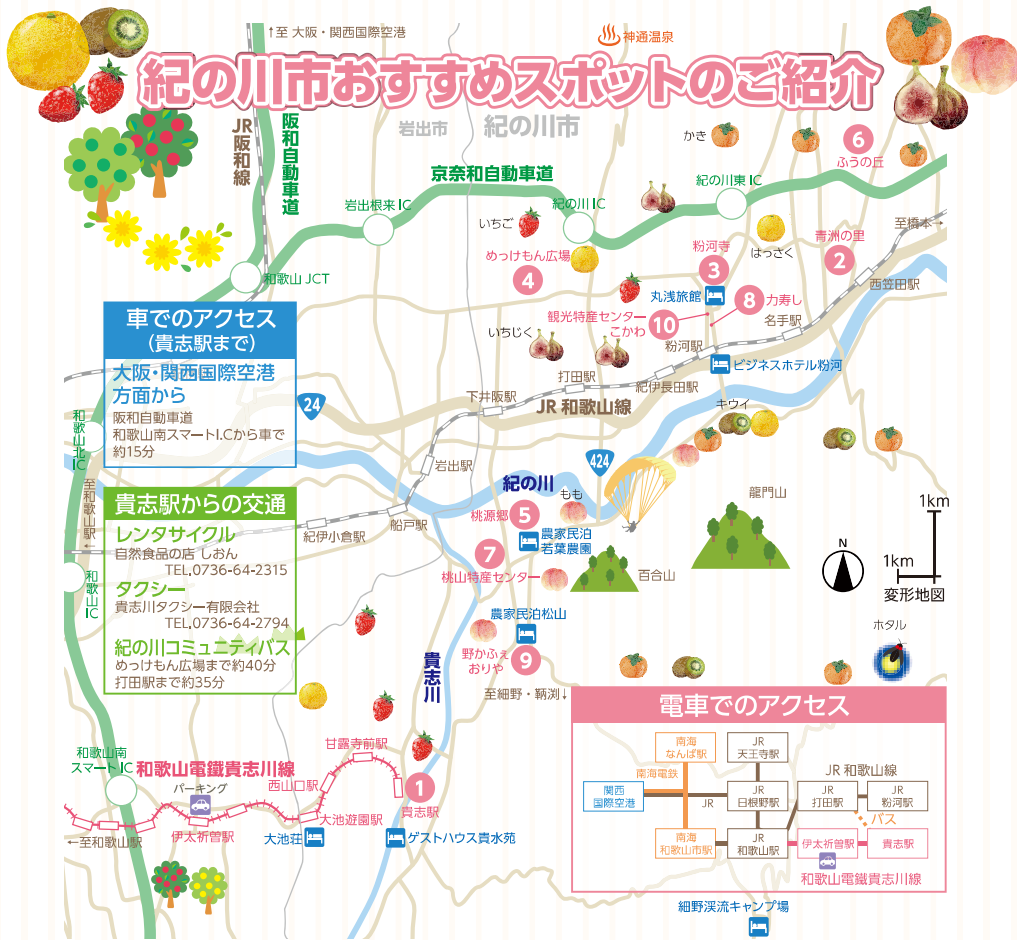 ↑至 大阪・関西国際空港
神通温泉
紀の川市おすすめスポットのご紹介
JR阪和線
阪和自動車道
岩出市
紀の川市
かき
6
ふうの丘
京奈和自動車道
紀の川東IC
岩出根来IC
紀の川IC
いちご
至橋本→
はっさく
青洲の里
2
粉河寺
3
めっけもん広場
4
和歌山JCT
西笠田駅
丸浅旅館
8
力寿し
観光特産センター
こかわ
10
名手駅
いちじく
粉河駅
ビジネスホテル粉河
打田駅
紀伊長田駅
下井阪駅
JR和歌山線
24
キウイ
車でのアクセス
(貴志駅まで)
大阪・関西国際空港
方面から
阪和自動車道
和歌山南スマートI.Cから車で
約15分
和歌山北IC
至和歌山駅←
和歌山IC
岩出駅
424
紀の川
もも
龍門山
桃源郷
5
船戸駅
紀伊小倉駅
農家民泊
若葉農園
7
桃山特産センター
百合山
1km
N
1km
変形地図
貴志駅からの交通
レンタサイクル
自然食品の店 しおん
TEL.0736-64-2315
タクシー
貴志川タクシー有限会社
TEL.0736-64-2794
紀の川コミュニティバス
めっけもん広場まで約40分
打田駅まで約35分
農家民泊松山
ホタル
野かふぇ
おりや
9
貴志川
至細野・鞆渕↓
和歌山南
スマートIC
和歌山電鐵貴志川線
パーキング
甘露寺前駅
西山口駅
1
貴志駅
大池遊園駅
伊太祈曽駅
←至和歌山駅
大池荘
ゲストハウス貴水苑
電車でのアクセス
南海
なんば駅
JR
天王寺駅
南海電鉄
JR和歌山線
関西
国際空港
JR
JR
日根野駅
JR
打田駅
JR
粉河駅
バス
南海
和歌山市駅
JR
和歌山駅
伊太祈曽駅
貴志駅
和歌山電鐵貴志川線
細野渓流キャンプ場